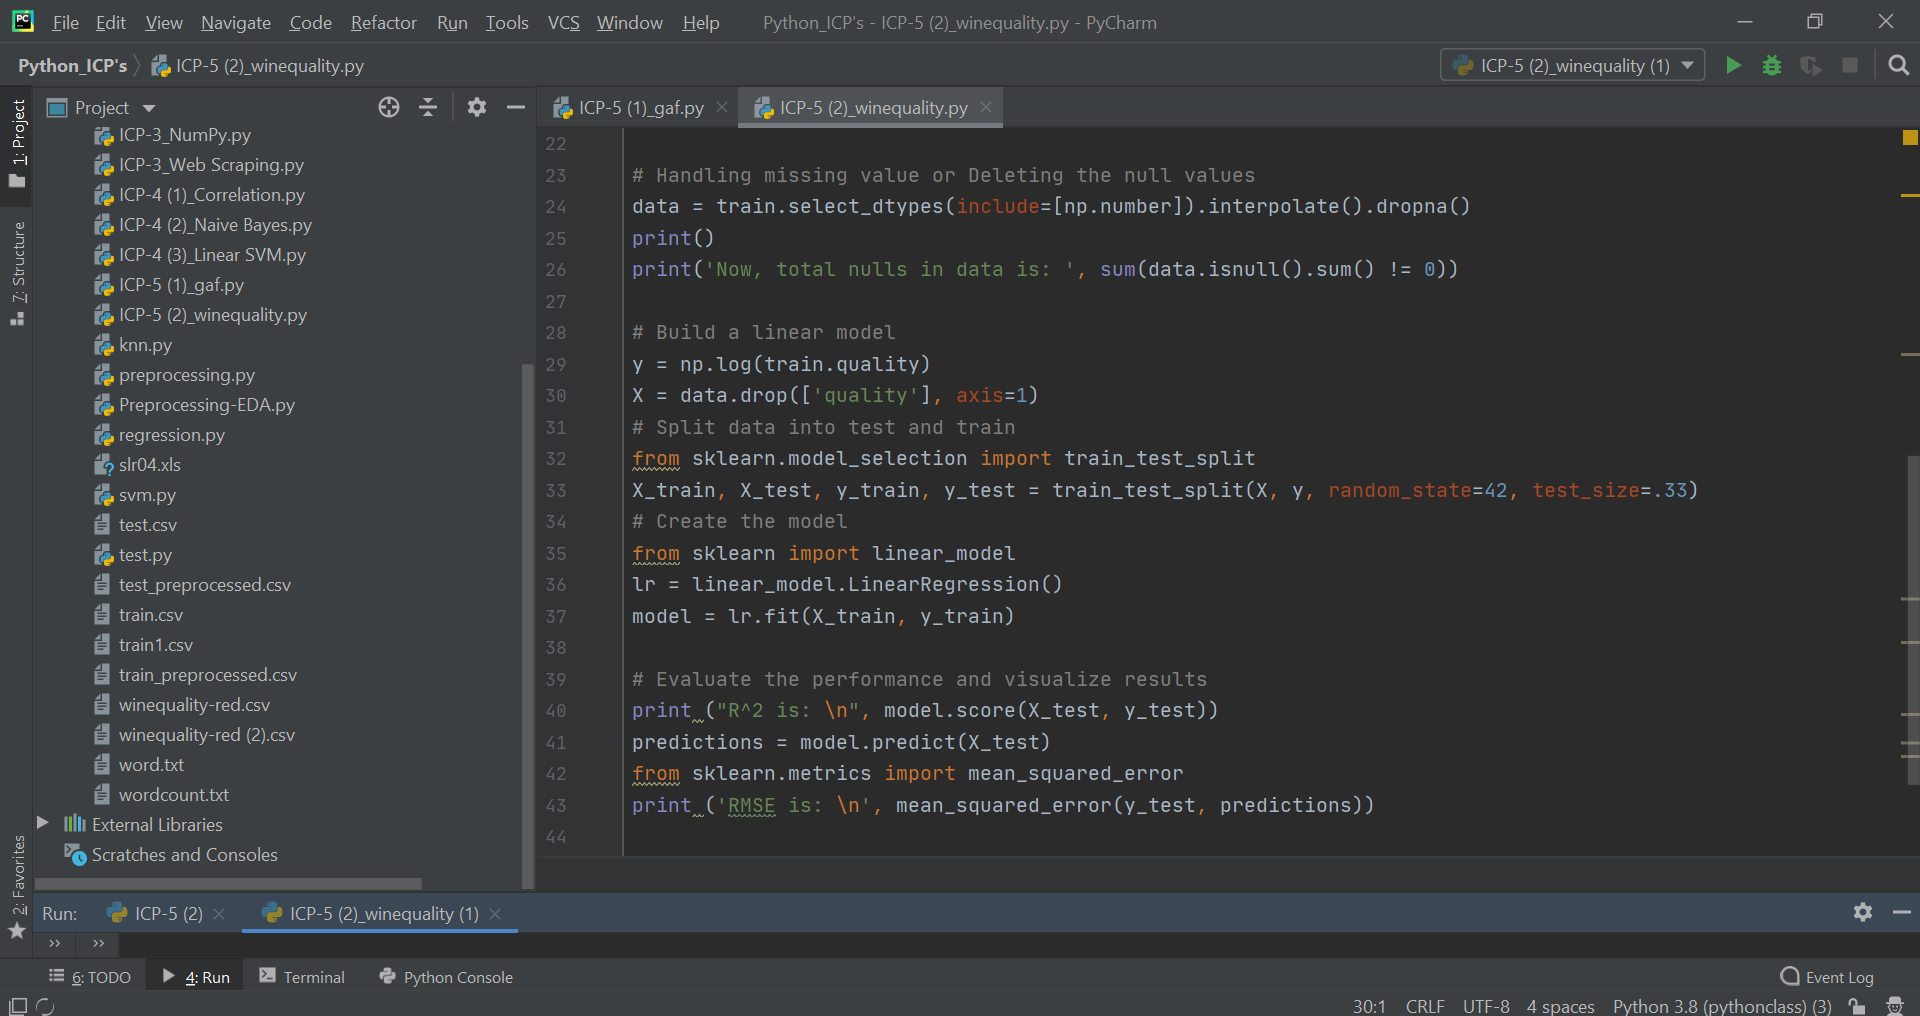 File Edit View Navigate Code Refactor Run Tools VCS Window Help Python_ICP's - ICP-5 (2)_winequality.py - PyCharm
Python_ICP's ICP-5 (2)_winequality.py ICP-5 (2)_winequality (1)
1: Project
7: Structure
2: Favorites
Project
ICP-3_NumPy.py
ICP-3_Web Scraping.py
ICP-4 (1)_Correlation.py
ICP-4 (2)_Naive Bayes.py
ICP-4 (3)_Linear SVM.py
ICP-5 (1)_gaf.py
ICP-5 (2)_winequality.py
knn.py
preprocessing.py
Preprocessing-EDA.py
regression.py
slr04.xls
svm.py
test.csv
test.py
test_preprocessed.csv
train.csv
train1.csv
train_preprocessed.csv
winequality-red.csv
winequality-red (2).csv
word.txt
wordcount.txt
External Libraries
Scratches and Consoles
ICP-5 (1)_gaf.py ICP-5 (2)_winequality.py
22
23 # Handling missing value or Deleting the null values
24 data = train.select_dtypes(include=[np.number]).interpolate().dropna()
25 print()
26 print('Now, total nulls in data is: ', sum(data.isnull().sum() != 0))
27
28 # Build a linear model
29 y = np.log(train.quality)
30 X = data.drop(['quality'], axis=1)
31 # Split data into test and train
32 from sklearn.model_selection import train_test_split
33 X_train, X_test, y_train, y_test = train_test_split(X, y, random_state=42, test_size=.33)
34 # Create the model
35 from sklearn import linear_model
36 lr = linear_model.LinearRegression()
37 model = lr.fit(X_train, y_train)
38
39 # Evaluate the performance and visualize results
40 print ("R^2 is: \n", model.score(X_test, y_test))
41 predictions = model.predict(X_test)
42 from sklearn.metrics import mean_squared_error
43 print ('RMSE is: \n', mean_squared_error(y_test, predictions))
44
Run: ICP-5 (2) ICP-5 (2)_winequality (1)
6: TODO 4: Run Terminal Python Console Event Log
30:1 CRLF UTF-8 4 spaces Python 3.8 (pythonclass) (3)